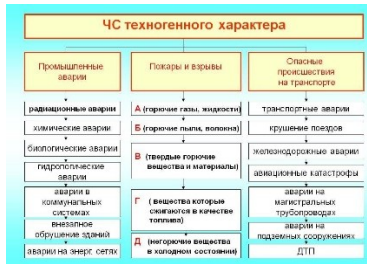 ЧС техногенного характера
Промышленные
аварии
Пожары и взрывы
Опасные
происшествия
на транспорте
радиационные аварии
химические аварии
биологические аварии
гидрологические
аварии
аварии в
коммунальных
системах
внезапное
обрушение зданий
аварии на энерг. сетях
А (горючие газы, жидкости)
Б (горючие пыли, волокна)
В (твердые горючие
вещества и материалы)
Г ( вещества которые
сжигаются в качестве
топлива)
Д (негорючие вещества
в холодном состоянии)
транспортные аварии
крушение поездов
железнодорожные аварии
авиационные катастрофы
аварии на
магистральных
трубопроводах
аварии на
подземных сооружениях
ДТП